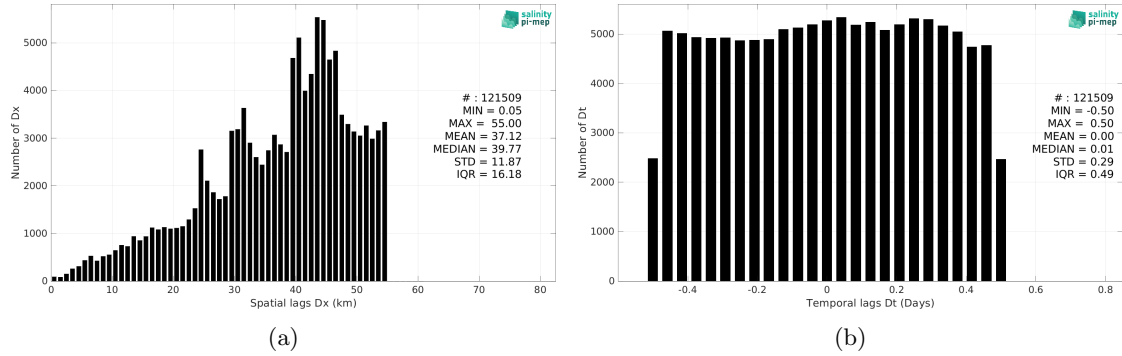 salinity
pi-mep
5000
4000
3000
2000
1000
0
Number of Dx
# : 121509
MIN = 0.05
MAX = 55.00
MEAN = 37.12
MEDIAN = 39.77
STD = 11.87
IQR = 16.18
0 10 20 30 40 50 60 70 80
Spatial lags Dx (km)
(a)
salinity
pi-mep
5000
4000
3000
2000
1000
0
Number of Dt
# : 121509
MIN = -0.50
MAX = 0.50
MEAN = 0.00
MEDIAN = 0.01
STD = 0.29
IQR = 0.49
-0.4 -0.2 0 0.2 0.4 0.6 0.8
Temporal lags Dt (Days)
(b)